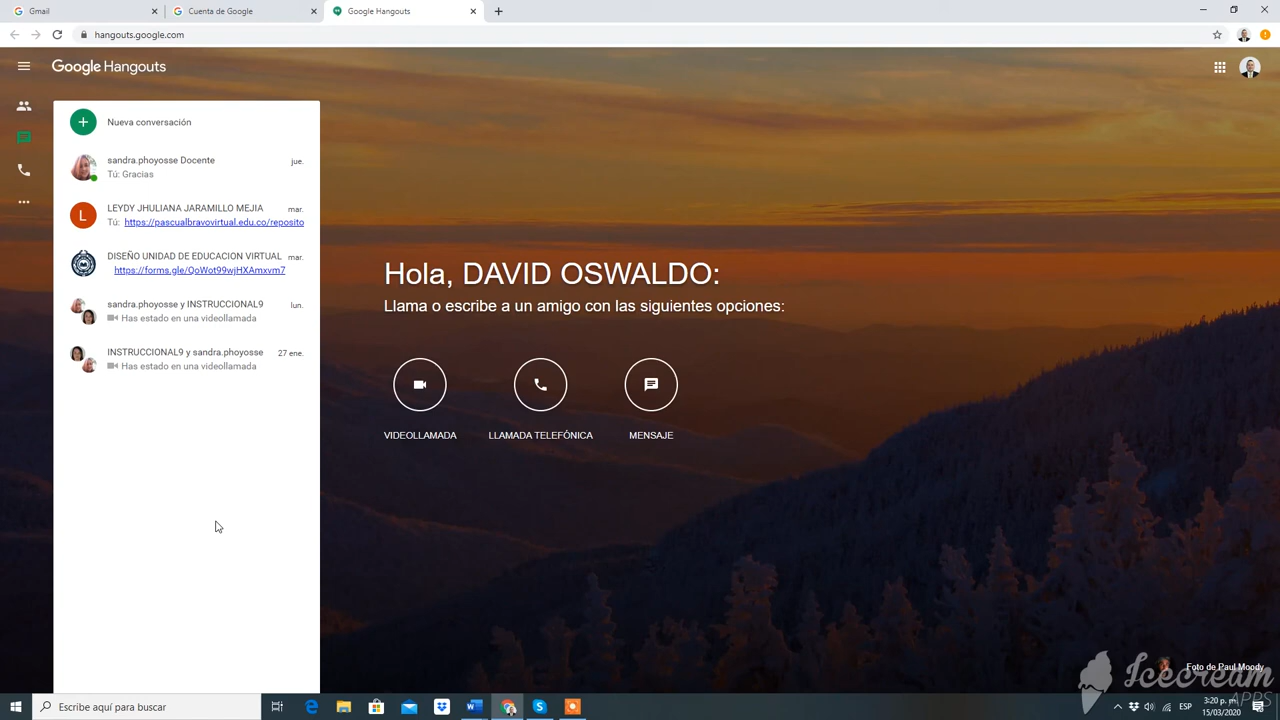 Gmail
Cuenta de Google
Google Hangouts
hangouts.google.com
Google Hangouts
Nueva conversación
sandra.phoyosse Docente
jue.
Tú: Gracias
L
LEYDY JHULIANA JARAMILLO MEJIA
mar.
Tú: https://pascualbravovirtual.edu.co/reposito
DISEÑO UNIDAD DE EDUCACION VIRTUAL
mar.
https://forms.gle/QoWot99wjHXAmxvm7
sandra.phoyosse y INSTRUCCIONAL9
lun.
Has estado en una videollamada
INSTRUCCIONAL9 y sandra.phoyosse
27 ene.
Has estado en una videollamada
Hola, DAVID OSWALDO:
Llama o escribe a un amigo con las siguientes opciones:
VIDEOLLAMADA
LLAMADA TELEFÓNICA
MENSAJE
Foto de Paul Moody
Icecream
APPS
Escribe aquí para buscar
ESP
3:20 p. m.
15/03/2020